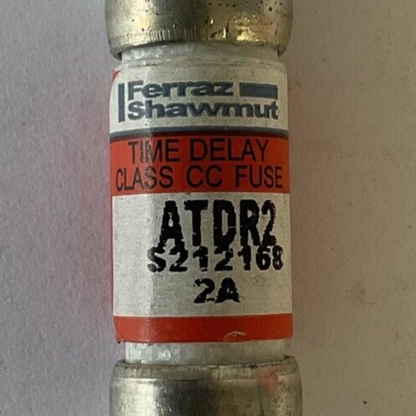 Ferraz
Shawmut
TIME DELAY
CLASS CC FUSE
ATDR2
S212168
2A